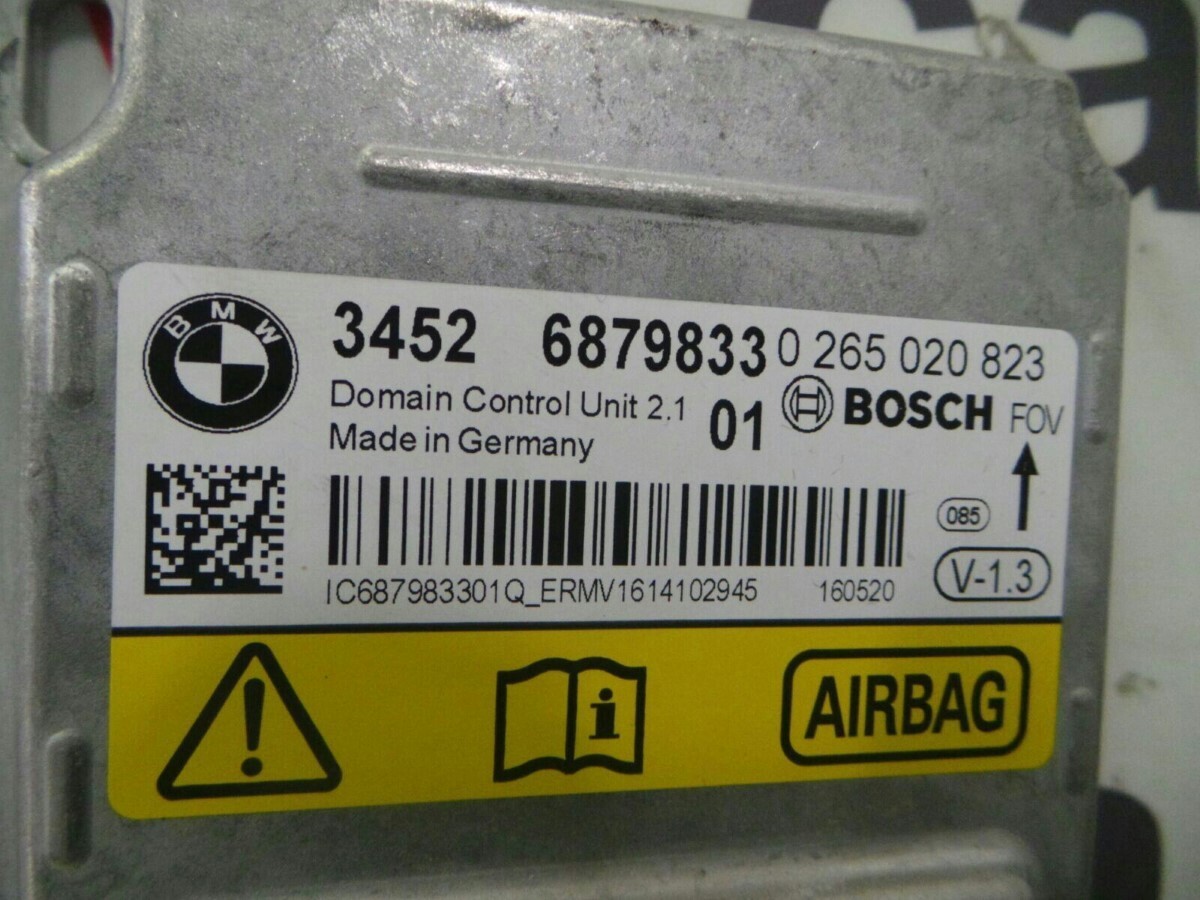 BMW
3452 6879833 0 265 020 823
Domain Control Unit 2.1 01 BOSCH FOV
Made in Germany
085
V-1.3
IC687983301Q_ERMV1614102945 160520
i
AIRBAG